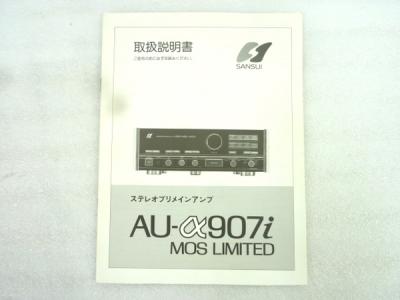 取扱説明書
ご使用の前に必ずお読みください。
SANSUI
ステレオプリメインアンプ
AU-α907i
MOS LIMITED